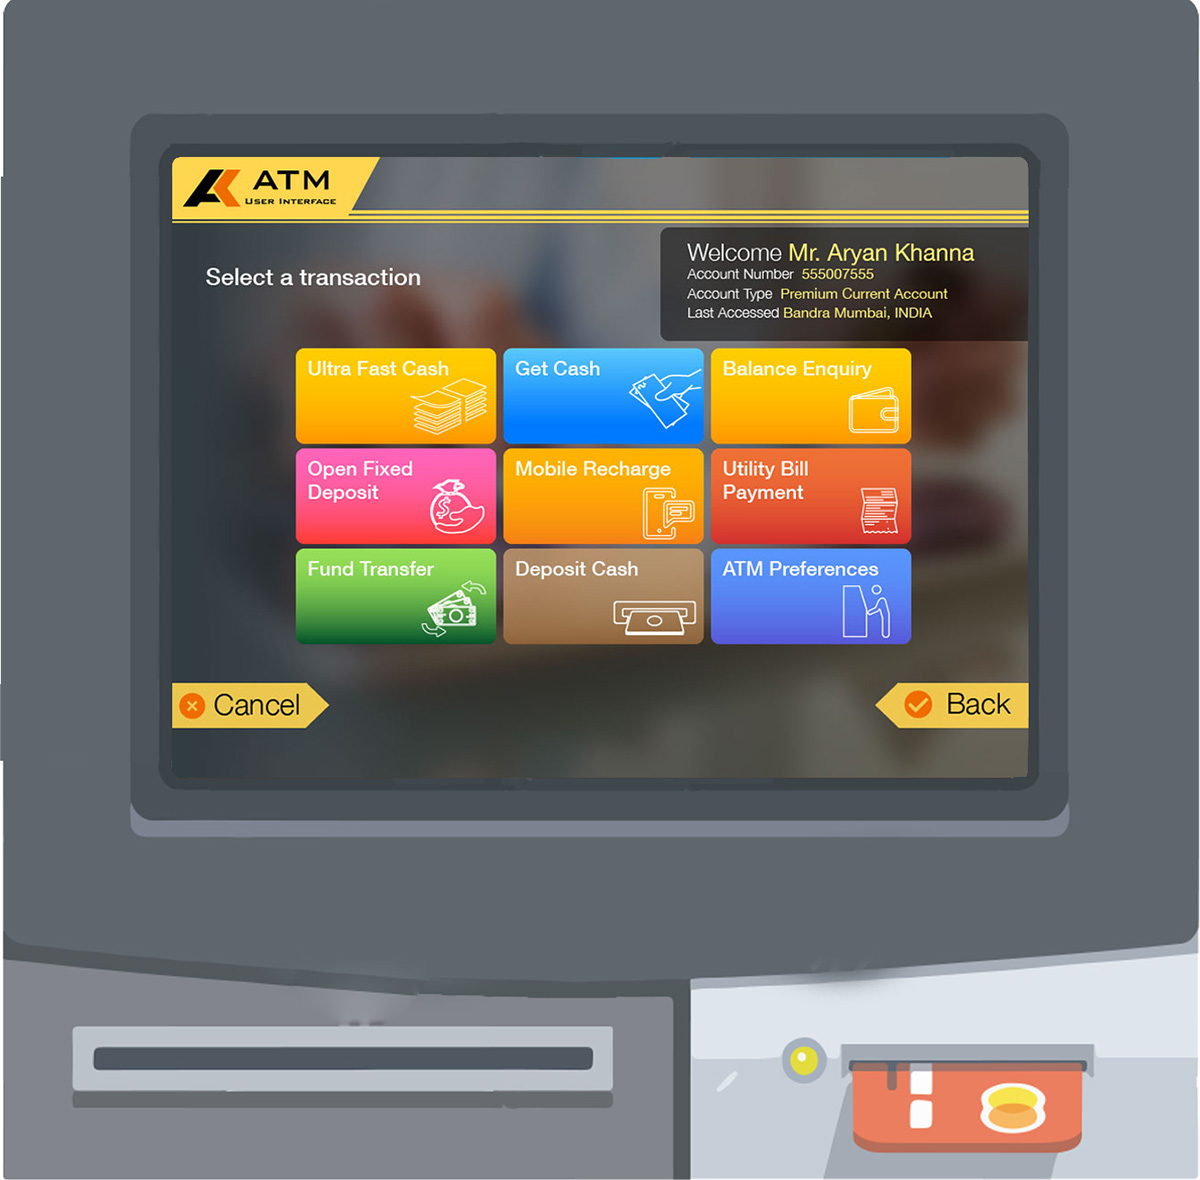 ATM
USER INTERFACE
Select a transaction
Welcome Mr. Aryan Khanna
Account Number 555007555
Account Type Premium Current Account
Last Accessed Bandra Mumbai, INDIA
Ultra Fast Cash
Get Cash
Balance Enquiry
Open Fixed
Deposit
Mobile Recharge
Utility Bill
Payment
Fund Transfer
Deposit Cash
ATM Preferences
Cancel
Back